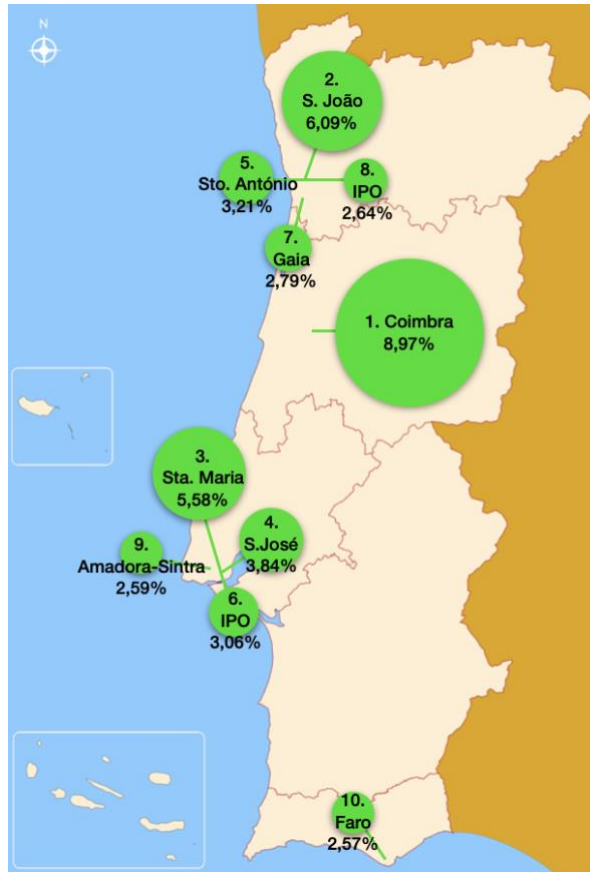 N
2.
S. João
6,09%
5.
Sto. António
3,21%
8.
IPO
2,64%
7.
Gaia
2,79%
1. Coimbra
8,97%
3.
Sta. Maria
5,58%
4.
S.José
3,84%
9.
Amadora-Sintra
2,59%
6.
IPO
3,06%
10.
Faro
2,57%